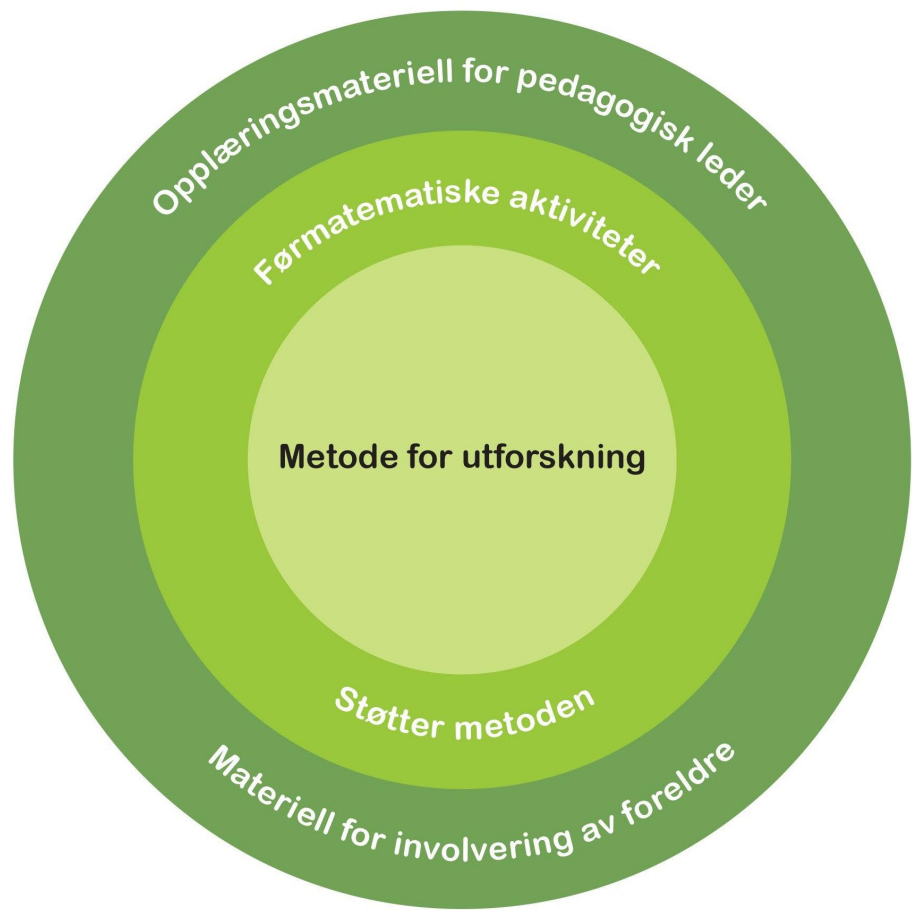 Opplæringsmateriell for pedagogisk leder
Førmatematiske aktiviteter
Metode for utforskning
Støtter metoden
Materiell for involvering av foreldre